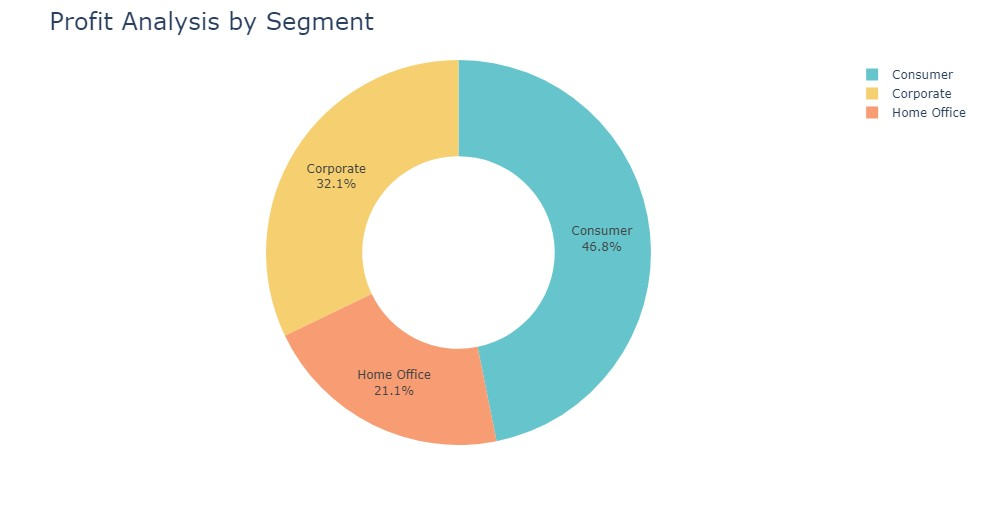 Profit Analysis by Segment
Consumer
Corporate
Home Office
Corporate
32.1%
Consumer
46.8%
Home Office
21.1%